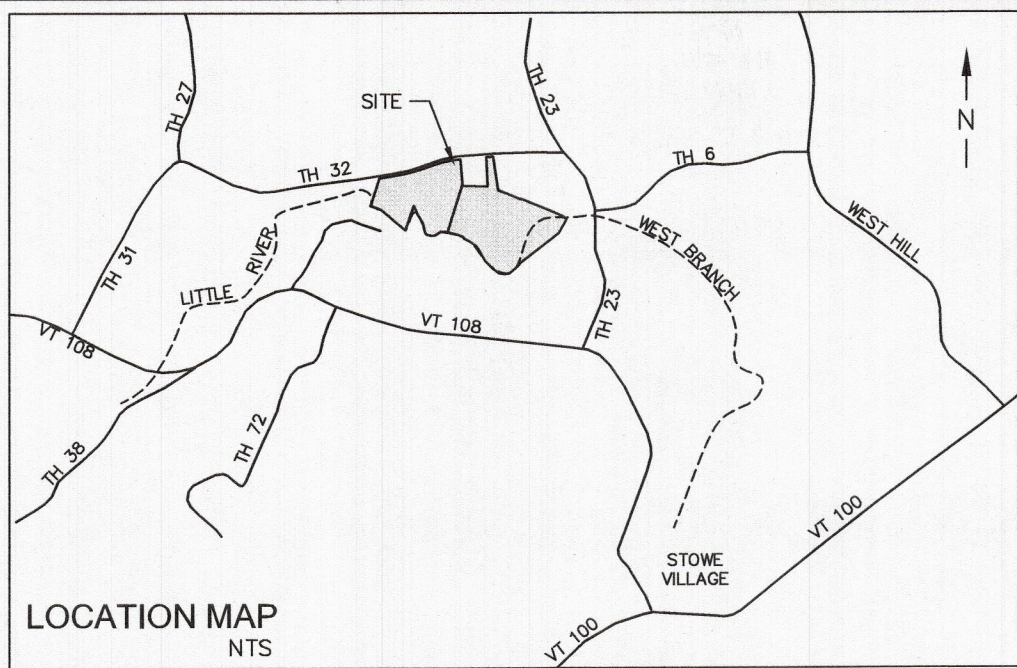 TH 27
TH 23
N
SITE
TH 32
TH 6
WEST HILL
TH 31
LITTLE
RIVER
WEST BRANCH
VT 108
VT 108
TH 23
TH 72
TH 38
STOWE
VILLAGE
VT 100
VT 100
LOCATION MAP
NTS